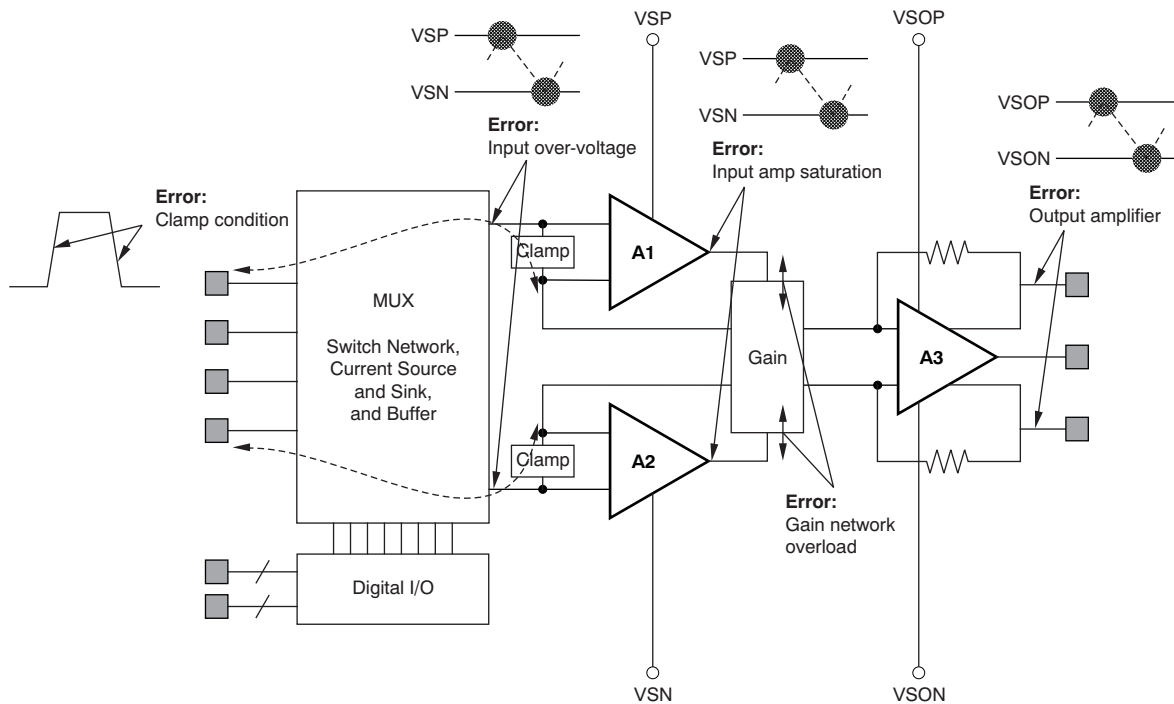 VSP
VSOP
VSP
VSN
VSP
VSN
VSOP
VSON
Error:
Input over-voltage
Error:
Input amp saturation
Error:
Clamp condition
Error:
Output amplifier
Clamp
A1
MUX
Switch Network,
Current Source
and Sink,
and Buffer
Gain
A3
Clamp
A2
Error:
Gain network
overload
Digital I/O
VSN
VSON